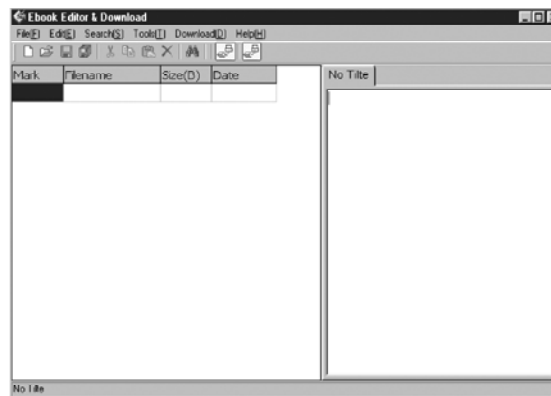 Ebook Editor & Download
File(F) Edit(E) Search(S) Tools(T) Download(D) Help(H)
Mark Filename Size(B) Date
No Tilte
No Tilte